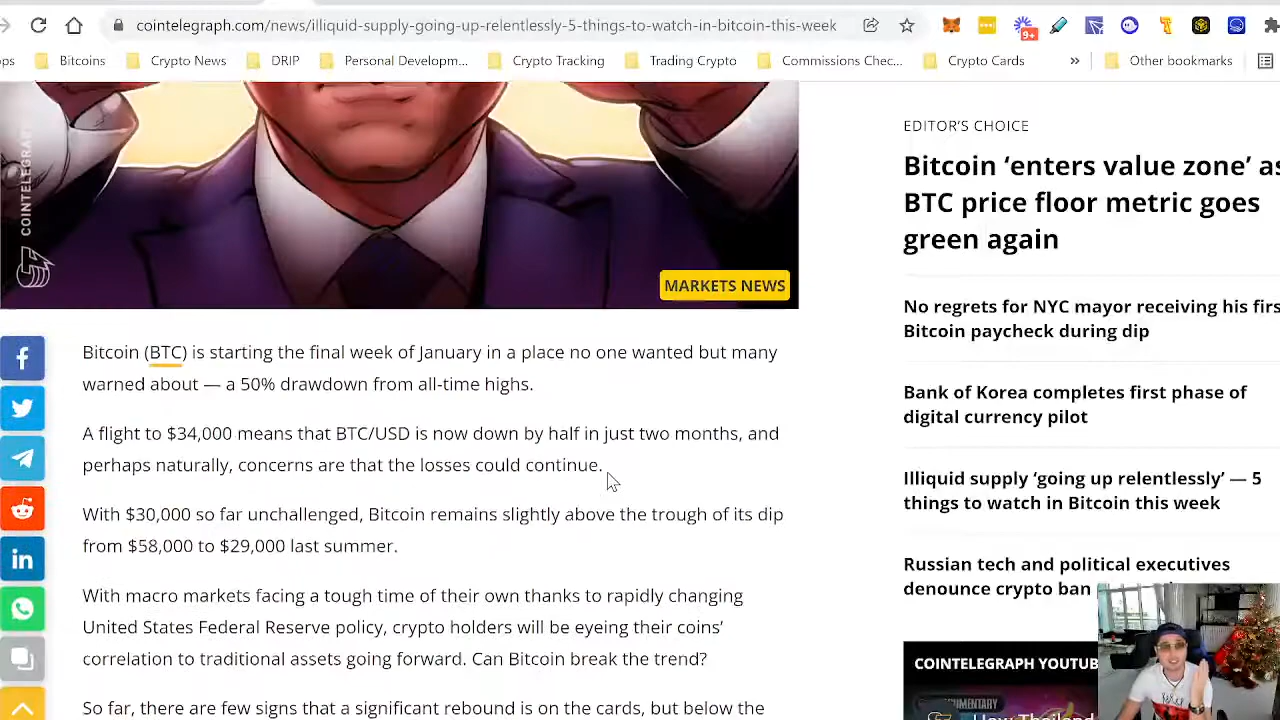 cointelegraph.com/news/illiquid-supply-going-up-relentlessly-5-things-to-watch-in-bitcoin-this-week
9+
Bitcoins
Crypto News
DRIP
Personal Developm...
Crypto Tracking
Trading Crypto
Commissions Chec...
Crypto Cards
»
Other bookmarks
COINTELEGRAPH
MARKETS NEWS
Bitcoin (BTC) is starting the final week of January in a place no one wanted but many
warned about — a 50% drawdown from all-time highs.
A flight to $34,000 means that BTC/USD is now down by half in just two months, and
perhaps naturally, concerns are that the losses could continue.
With $30,000 so far unchallenged, Bitcoin remains slightly above the trough of its dip
from $58,000 to $29,000 last summer.
With macro markets facing a tough time of their own thanks to rapidly changing
United States Federal Reserve policy, crypto holders will be eyeing their coins’
correlation to traditional assets going forward. Can Bitcoin break the trend?
So far, there are few signs that a significant rebound is on the cards, but below the
EDITOR’S CHOICE
Bitcoin ‘enters value zone’ as
BTC price floor metric goes
green again
No regrets for NYC mayor receiving his firs
Bitcoin paycheck during dip
Bank of Korea completes first phase of
digital currency pilot
Illiquid supply ‘going up relentlessly’ — 5
things to watch in Bitcoin this week
Russian tech and political executives
denounce crypto ban
COINTELEGRAPH YOUTUB
How Thailand